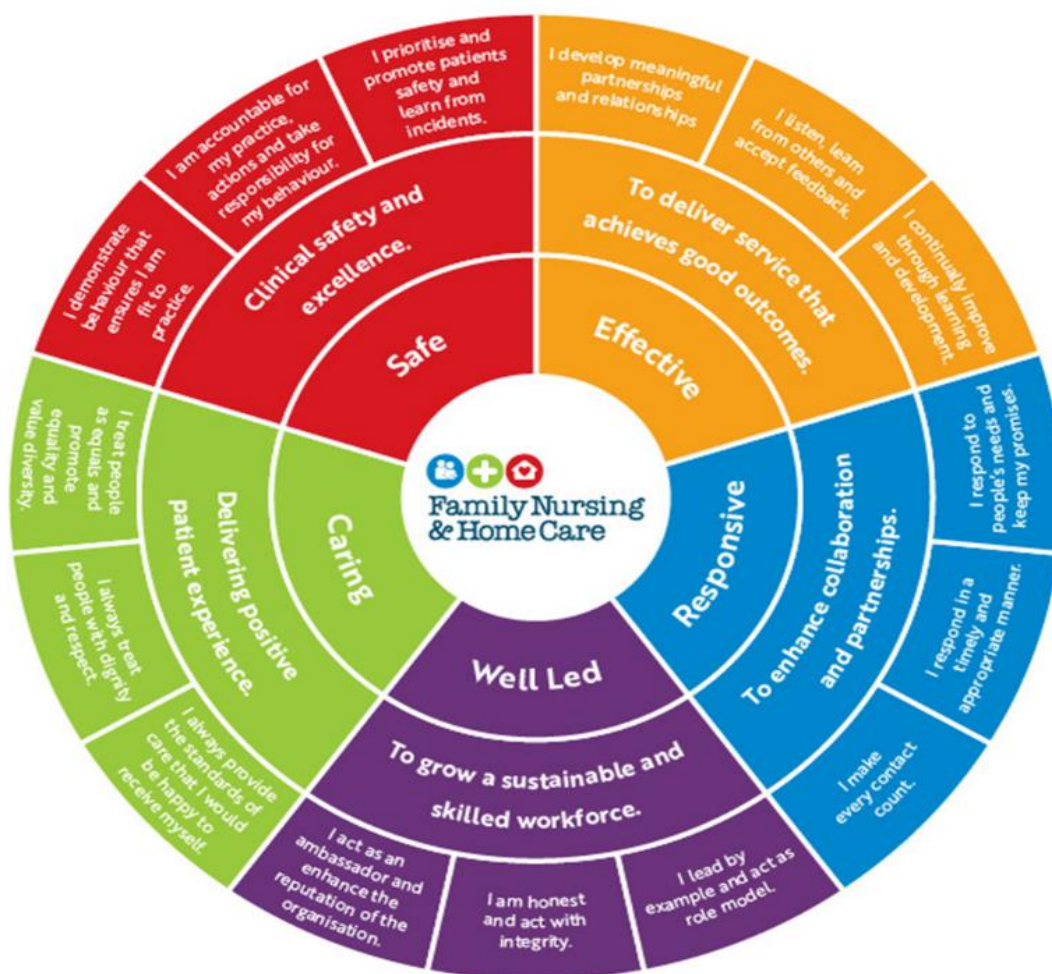 Family Nursing
& Home Care
Safe
Clinical safety and
excellence.
I demonstrate
behaviour that
ensures I am
fit to
practice.
I am accountable for
my practice,
actions and take
responsibility for
my behaviour.
I prioritise and
promote patients
safety and
learn from
incidents.
Effective
To deliver service that
achieves good outcomes.
I develop meaningful
partnerships
and relationships
I listen, learn
from others and
accept feedback.
I continually improve
through learning
and development.
Responsive
To enhance collaboration
and partnerships.
I respond to
people's needs and
keep my promises.
I respond in a
timely and
appropriate manner.
I make
every contact
count.
Well Led
To grow a sustainable and
skilled workforce.
I lead by
example and act as
role model.
I am honest
and act with
integrity.
I act as an
ambassador and
enhance the
reputation of the
organisation.
Caring
Delivering positive
patient experience.
I always provide
the standards of
care that I would
be happy to
receive myself.
I always treat
people with dignity
and respect.
I treat people
as equals and
promote
equality and
value diversity.